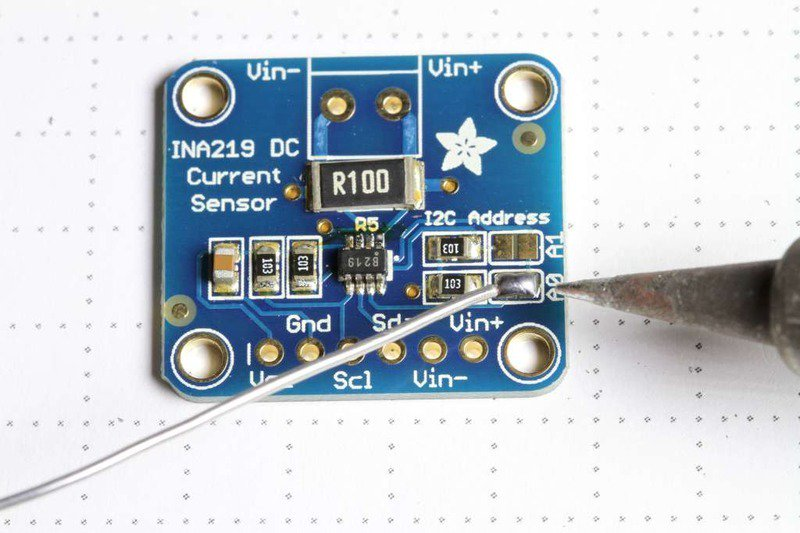 Vin- Vin+
INA219 DC
Current
Sensor
R100
R5
I2C Address
103
A1
103
103
B219
103
A0
Gnd Vin+
Scl Vin-